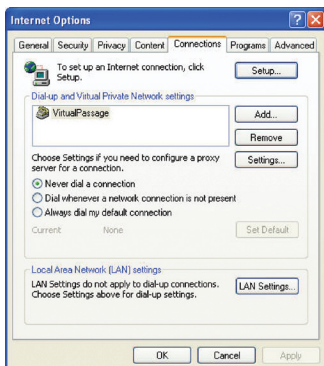 Internet Options
General Security Privacy Content Connections Programs Advanced
To set up an Internet connection, click
Setup.
Setup...
Dial-up and Virtual Private Network settings
VirtualPassage
Add...
Remove
Choose Settings if you need to configure a proxy
server for a connection.
Settings...
Never dial a connection
Dial whenever a network connection is not present
Always dial my default connection
Current None
Set Default
Local Area Network (LAN) settings
LAN Settings do not apply to dial-up connections.
Choose Settings above for dial-up settings.
LAN Settings...
OK Cancel Apply